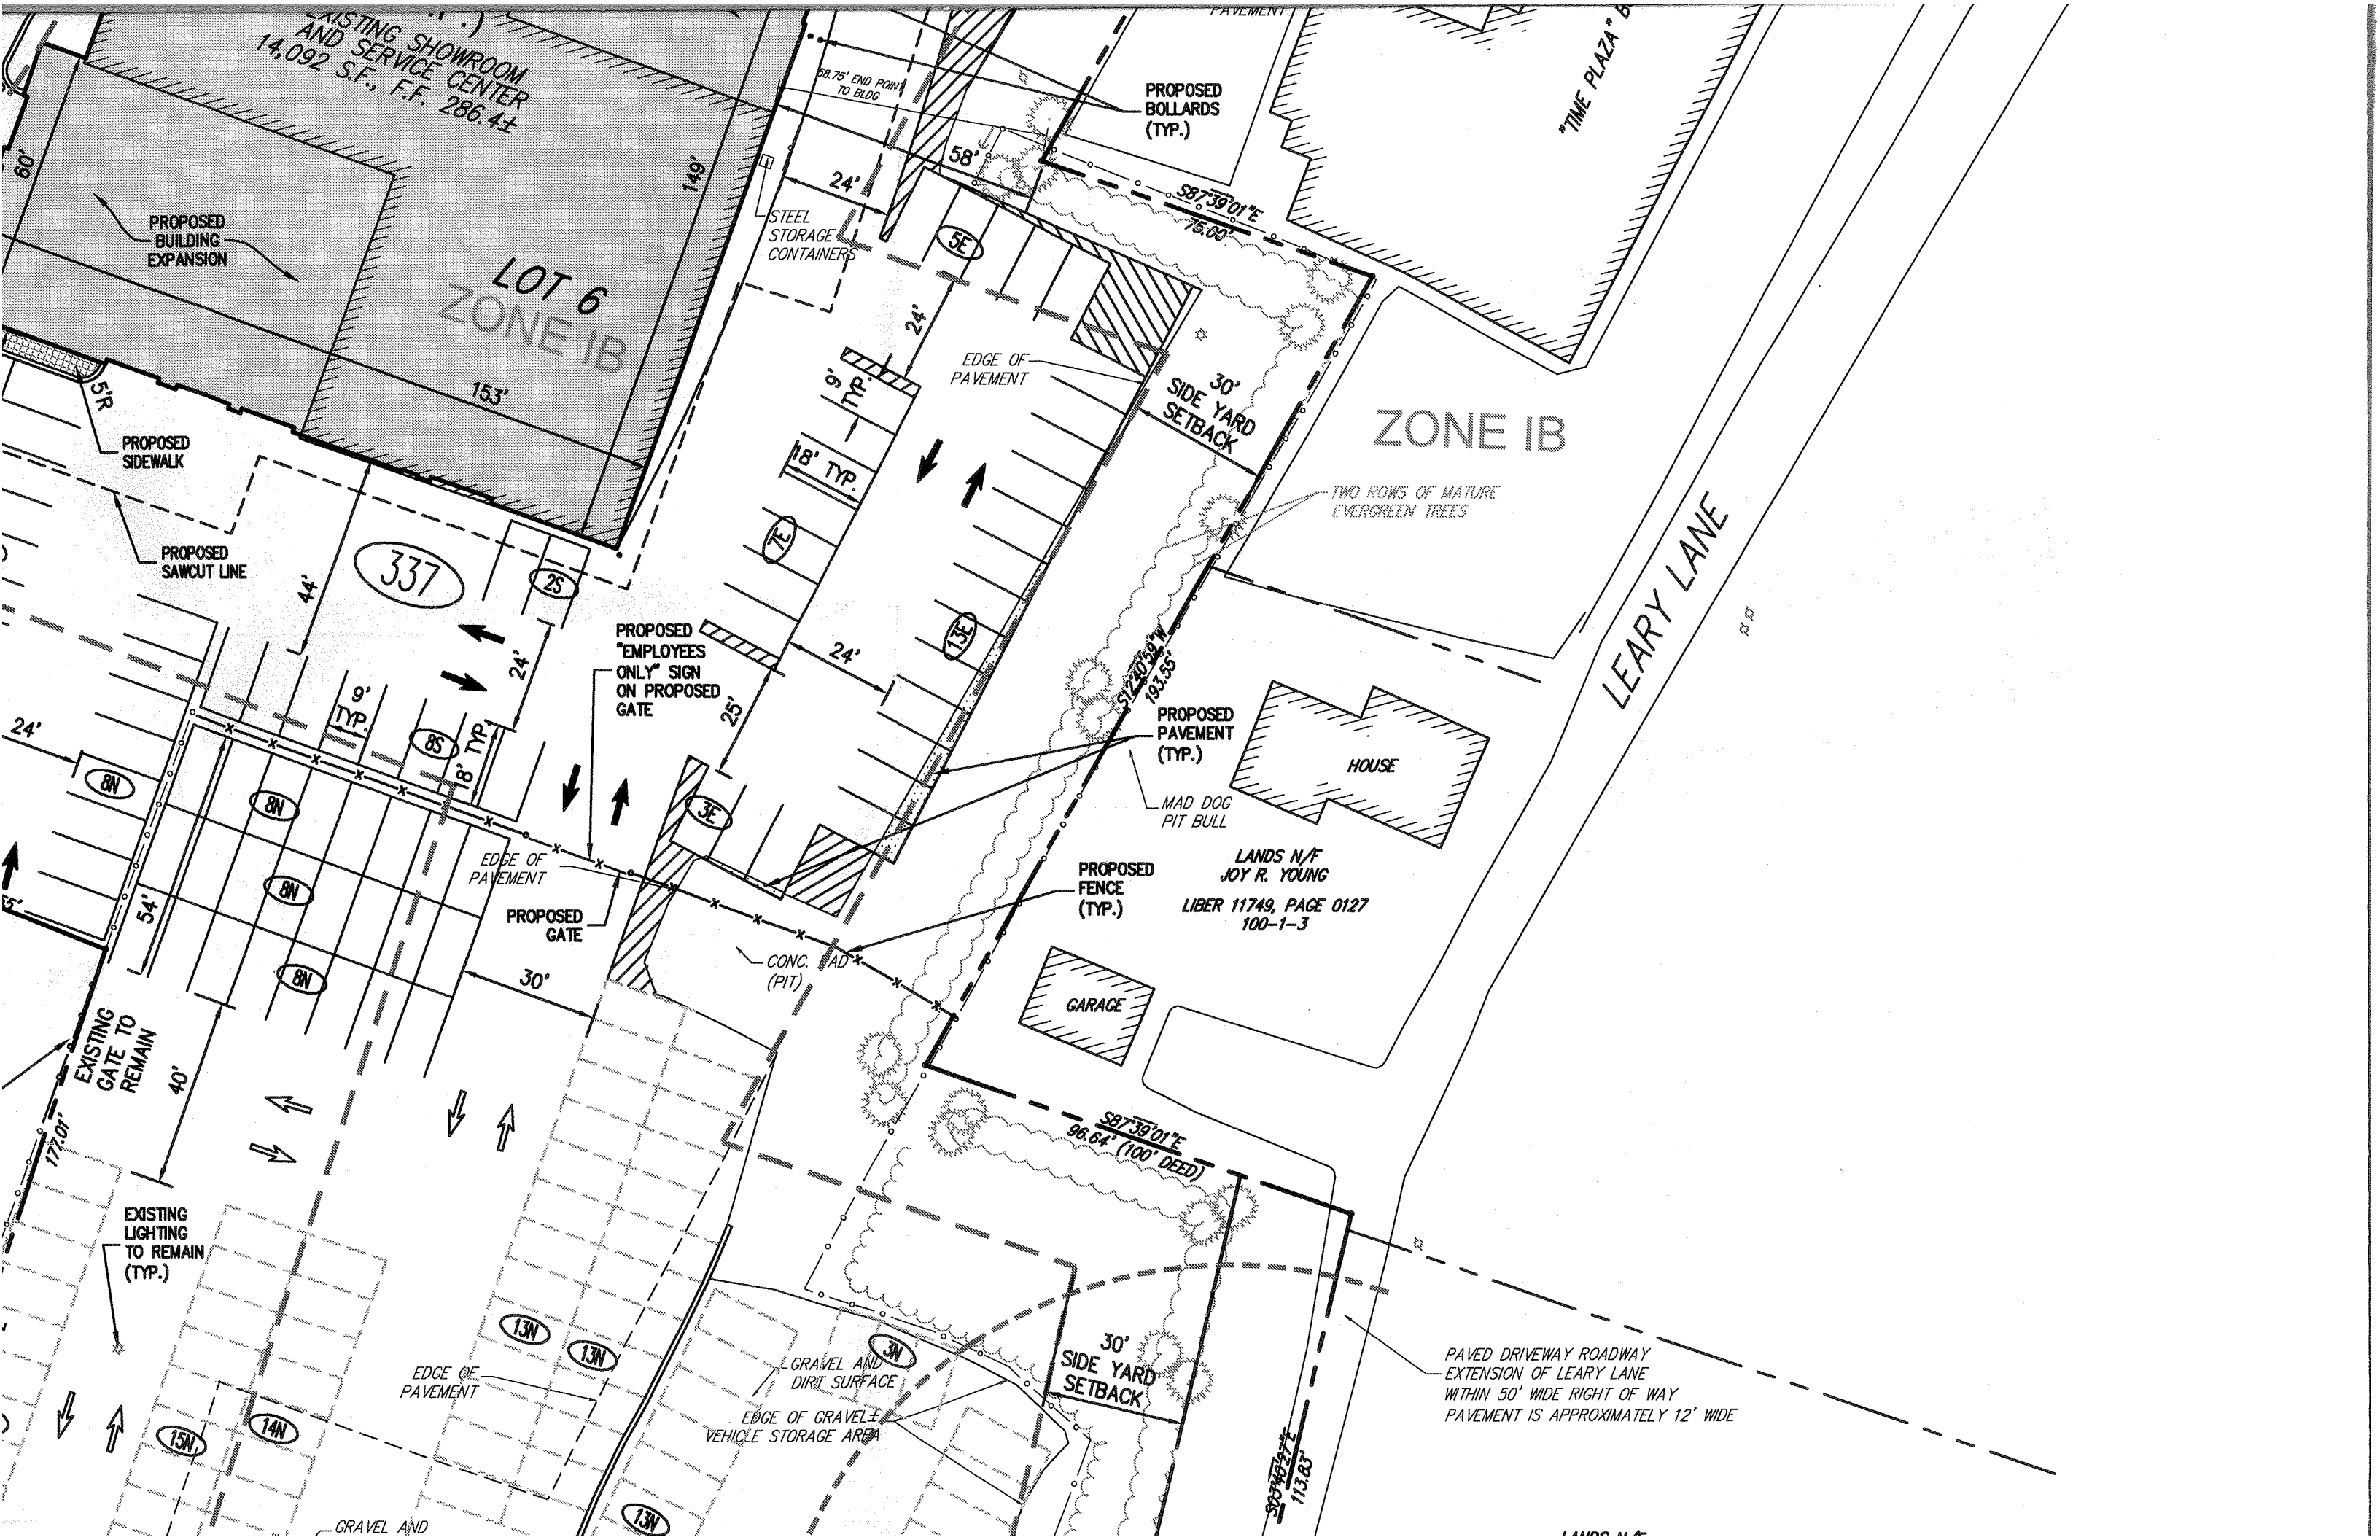 EXISTING SHOWROOM
AND SERVICE CENTER
14,092 S.F., F.F. 286.4±
PAVEMENT
"TIME PLAZA"
68.75' END POINT
TO BLDG
PROPOSED
BOLLARDS
(TYP.)
60'
149'
58'
24'
S87°39'01"E
75.00'
STEEL
STORAGE
CONTAINERS
PROPOSED
BUILDING
EXPANSION
5E
LOT 6
ZONE IB
24'
EDGE OF
PAVEMENT
9'
TYP.
30'
SIDE YARD
SETBACK
153'
5'R
ZONE IB
PROPOSED
SIDEWALK
18' TYP.
TWO ROWS OF MATURE
EVERGREEN TREES
PROPOSED
SAWCUT LINE
7E
337
2S
44'
LEARY LANE
PROPOSED
"EMPLOYEES
ONLY" SIGN
ON PROPOSED
GATE
13E
24'
24'
S12°40'59"W
193.55'
9'
TYP.
25'
8S
18' TYP.
24'
PROPOSED
PAVEMENT
(TYP.)
HOUSE
8N
8N
3E
MAD DOG
PIT BULL
EDGE OF
PAVEMENT
LANDS N/F
JOY R. YOUNG
LIBER 11749, PAGE 0127
100-1-3
PROPOSED
FENCE
(TYP.)
8N
54'
PROPOSED
GATE
CONC. PAD
(PIT)
8N
30'
GARAGE
EXISTING
GATE TO
REMAIN
40'
177.01'
S87°39'01"E
96.64' (100' DEED)
EXISTING
LIGHTING
TO REMAIN
(TYP.)
13N
13N
3N
GRAVEL AND
DIRT SURFACE
30'
SIDE YARD
SETBACK
EDGE OF
PAVEMENT
PAVED DRIVEWAY ROADWAY
EXTENSION OF LEARY LANE
WITHIN 50' WIDE RIGHT OF WAY
PAVEMENT IS APPROXIMATELY 12' WIDE
EDGE OF GRAVEL±
VEHICLE STORAGE AREA
15N
14N
S03°40'27"E
113.83'
13N
GRAVEL AND
LANDS N/F